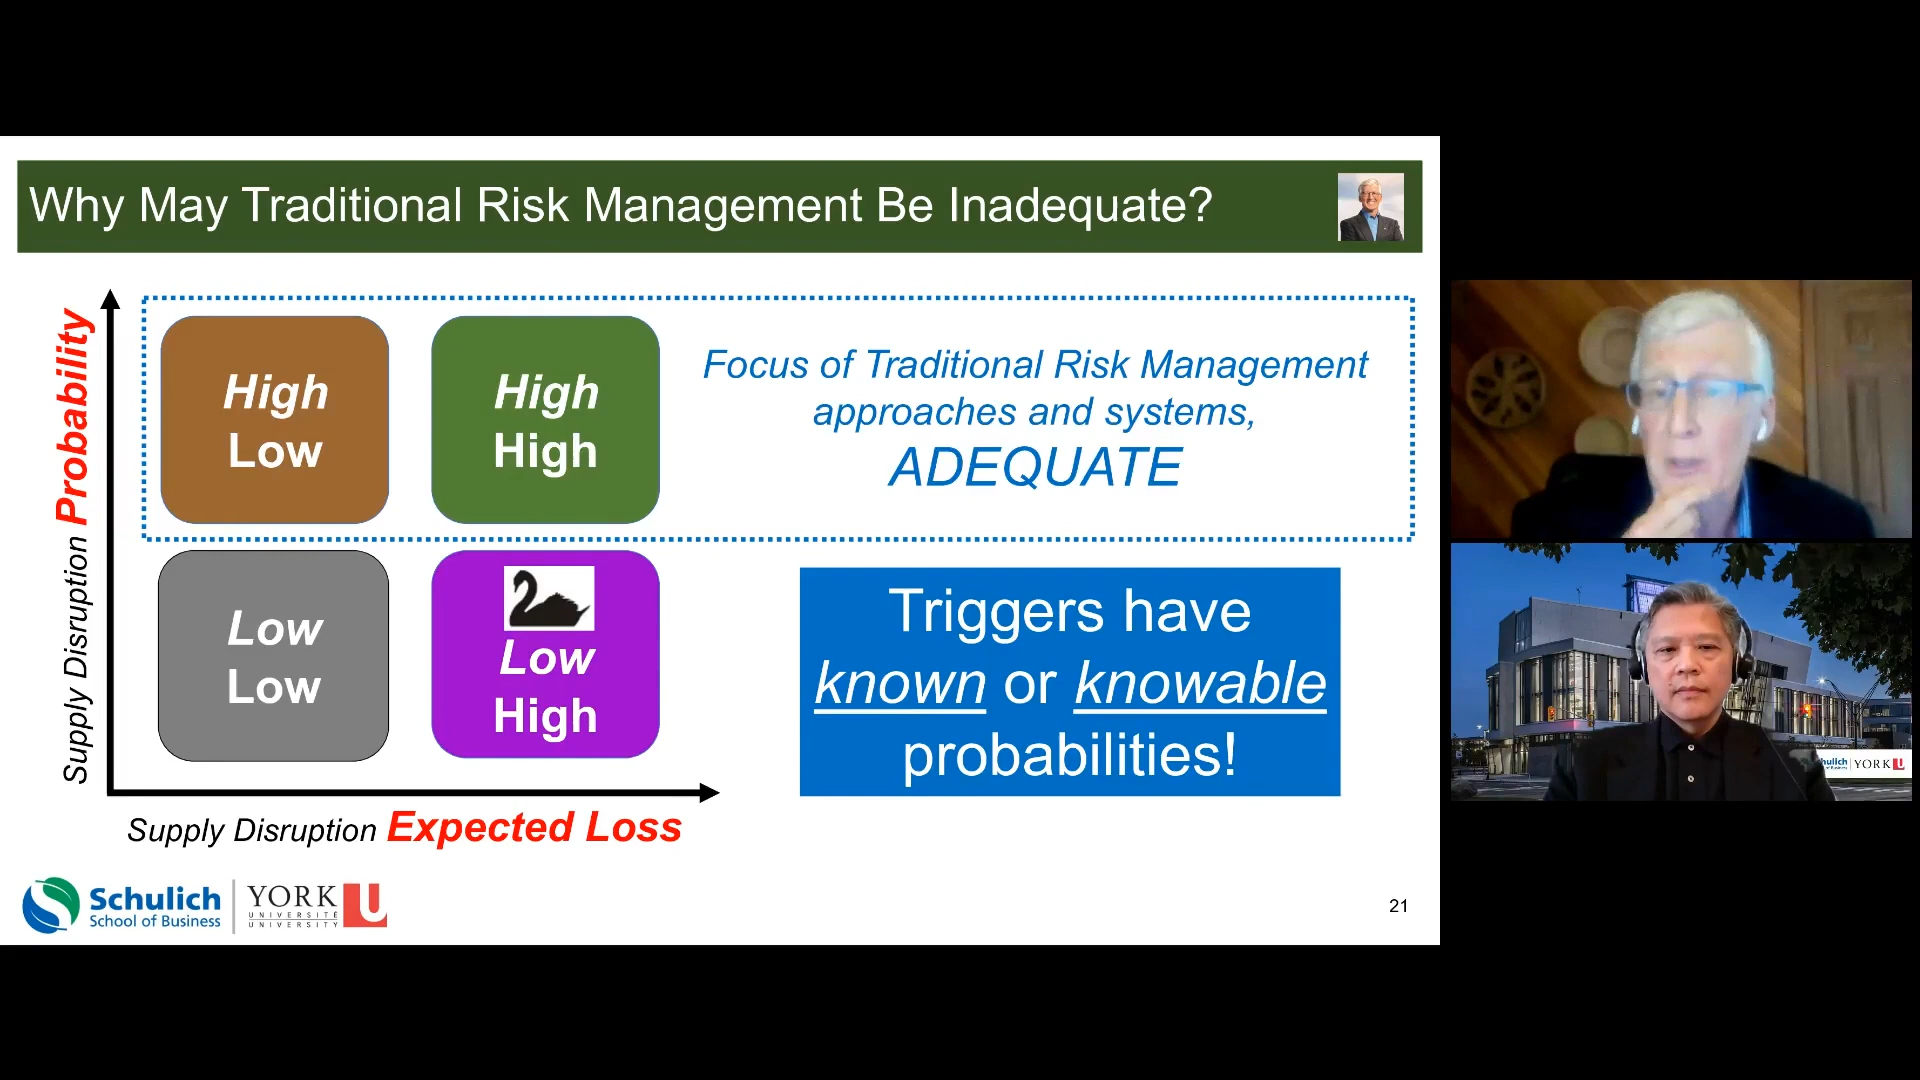 Why May Traditional Risk Management Be Inadequate?
Supply Disruption Probability
High
Low
High
High
Focus of Traditional Risk Management
approaches and systems,
ADEQUATE
Low
Low
Low
High
Triggers have
known or knowable
probabilities!
Supply Disruption Expected Loss
Schulich
School of Business
YORK
UNIVERSITÉ
UNIVERSITY
U
21
YORK U